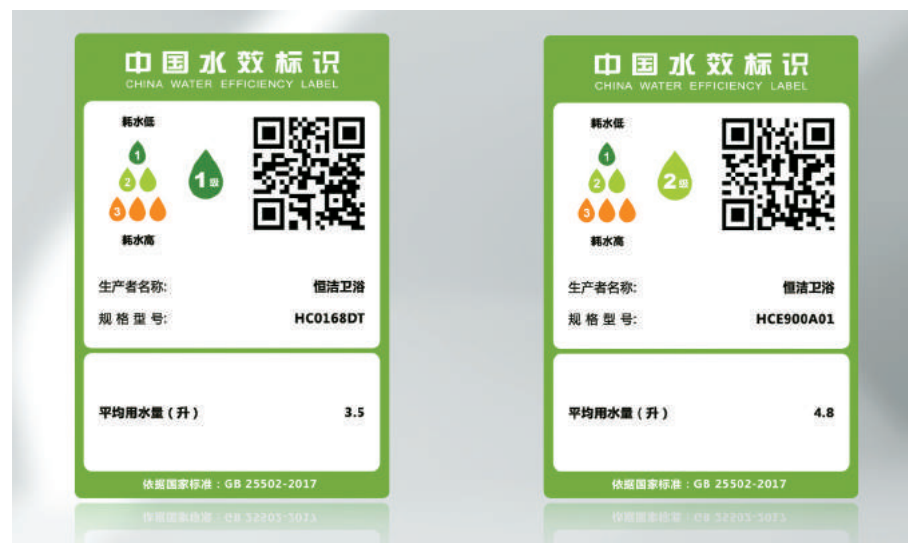 中国水效标识
CHINA WATER EFFICIENCY LABEL
耗水低
1
2
3
耗水高
1级
生产者名称: 恒洁卫浴
规格型号: HC0168DT
平均用水量（升） 3.5
依据国家标准：GB 25502-2017
中国水效标识
CHINA WATER EFFICIENCY LABEL
耗水低
1
2
3
耗水高
2级
生产者名称: 恒洁卫浴
规格型号: HCE900A01
平均用水量（升） 4.8
依据国家标准：GB 25502-2017